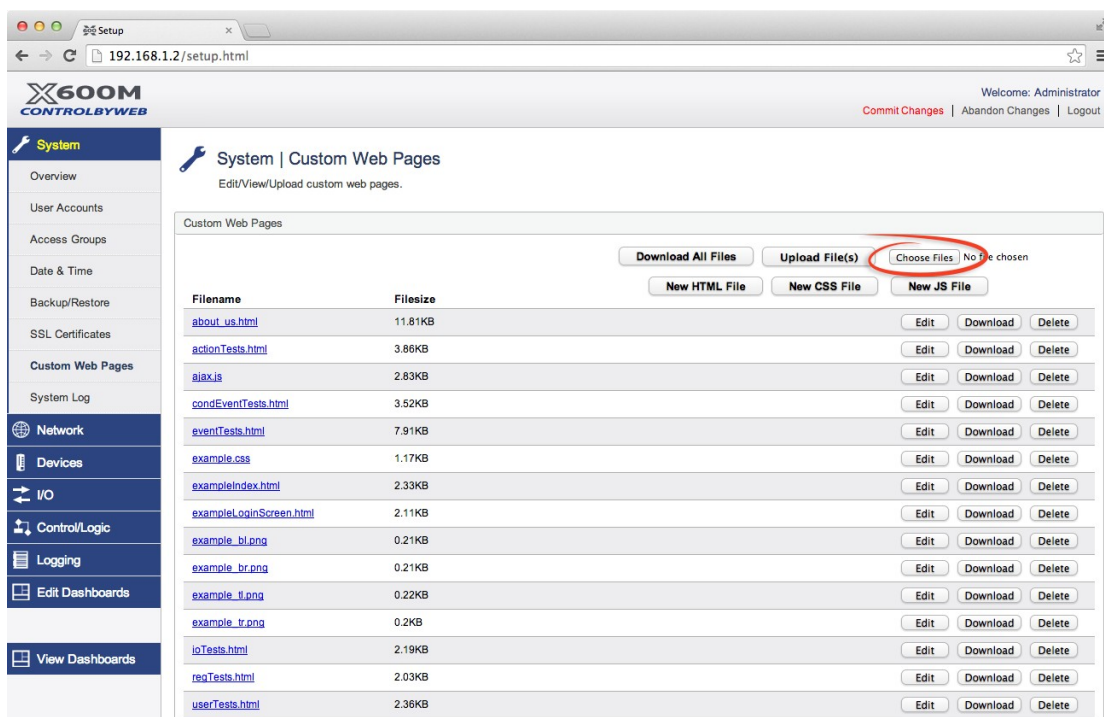 Setup
192.168.1.2/setup.html
X600M
CONTROLBYWEB
Welcome: Administrator
Commit Changes | Abandon Changes | Logout
System
Overview
User Accounts
Access Groups
Date & Time
Backup/Restore
SSL Certificates
Custom Web Pages
System Log
Network
Devices
I/O
Control/Logic
Logging
Edit Dashboards
View Dashboards
System | Custom Web Pages
Edit/View/Upload custom web pages.
Custom Web Pages
Download All Files Upload File(s) Choose Files No file chosen
New HTML File New CSS File New JS File
Filename Filesize
about_us.html 11.81KB Edit Download Delete
actionTests.html 3.86KB Edit Download Delete
ajax.js 2.83KB Edit Download Delete
condEventTests.html 3.52KB Edit Download Delete
eventTests.html 7.91KB Edit Download Delete
example.css 1.17KB Edit Download Delete
exampleIndex.html 2.33KB Edit Download Delete
exampleLoginScreen.html 2.11KB Edit Download Delete
example_bl.png 0.21KB Edit Download Delete
example_br.png 0.21KB Edit Download Delete
example_tl.png 0.22KB Edit Download Delete
example_tr.png 0.2KB Edit Download Delete
ioTests.html 2.19KB Edit Download Delete
regTests.html 2.03KB Edit Download Delete
userTests.html 2.36KB Edit Download Delete